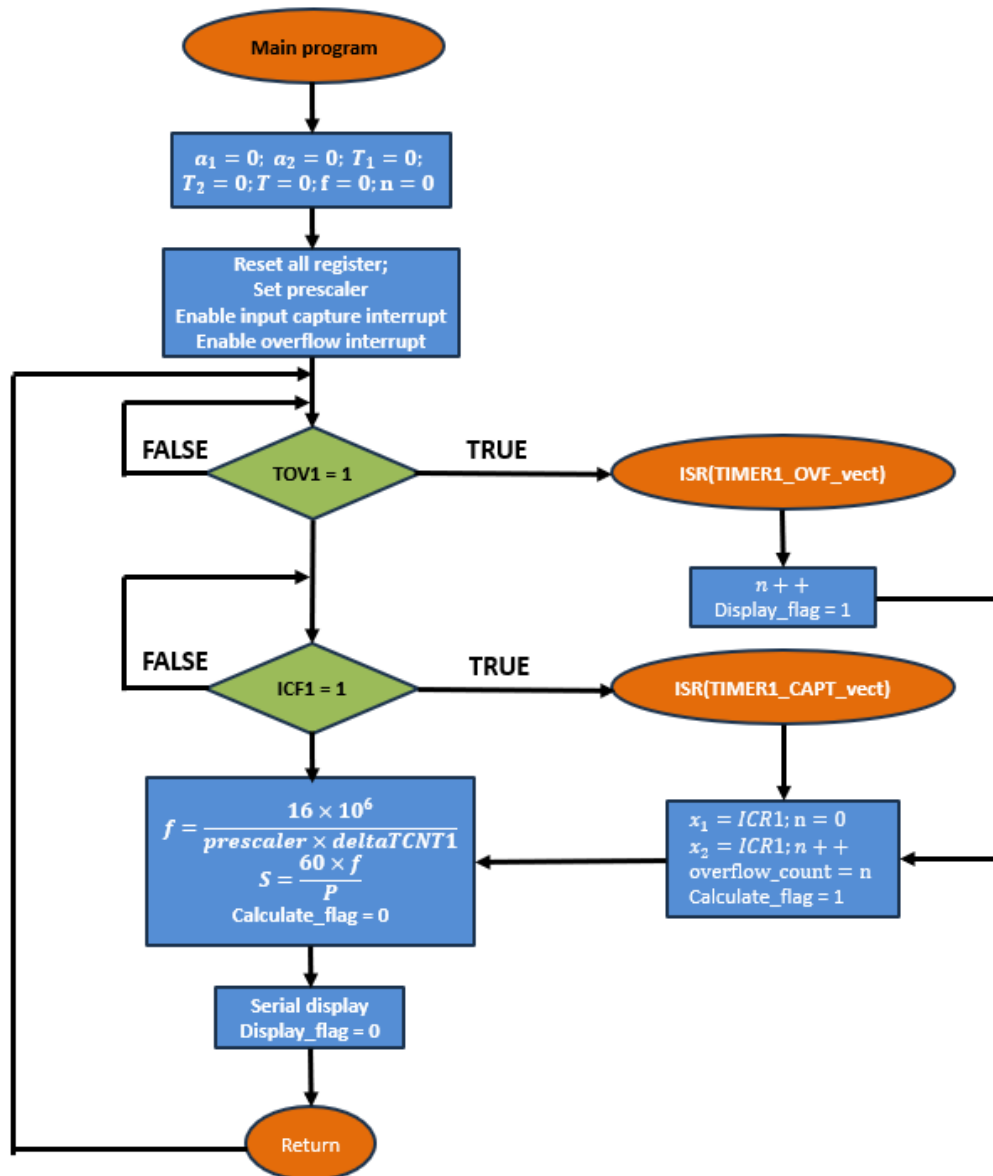 Main program
a₁ = 0; a₂ = 0; T₁ = 0;
T₂ = 0; T = 0; f = 0; n = 0
Reset all register;
Set prescaler
Enable input capture interrupt
Enable overflow interrupt
FALSE
TOV1 = 1
TRUE
ISR(TIMER1_OVF_vect)
n + +
Display_flag = 1
FALSE
ICF1 = 1
TRUE
ISR(TIMER1_CAPT_vect)
f = 16 × 10⁶ / prescaler × deltaTCNT1
S = 60 × f / P
Calculate_flag = 0
x₁ = ICR1; n = 0
x₂ = ICR1; n + +
overflow_count = n
Calculate_flag = 1
Serial display
Display_flag = 0
Return